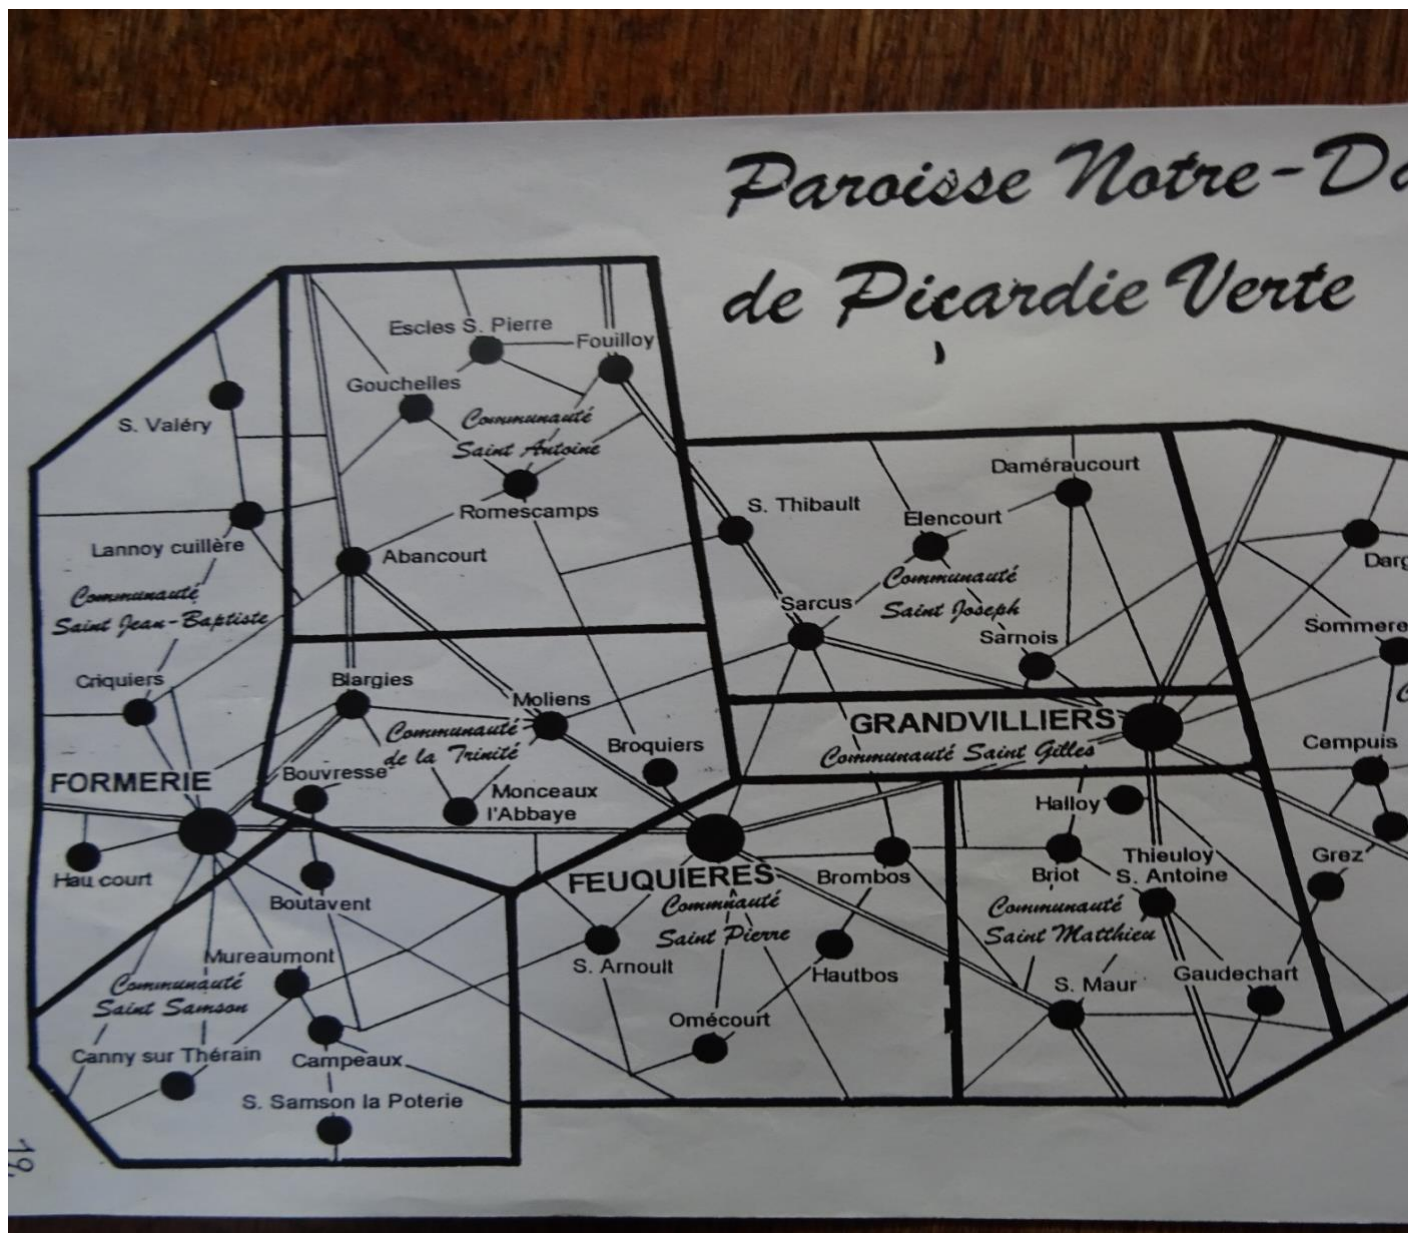 Paroisse Notre-Da
de Picardie Verte
Escles S. Pierre
Fouilloy
Gouchelles
Communauté
Saint Antoine
S. Valéry
Romescamps
Abancourt
Lannoy cuillère
Communauté
Saint Jean-Baptiste
Criquiers
FORMERIE
Hau court
Daméraucourt
S. Thibault
Elencourt
Communauté
Saint Joseph
Sarcus
Sarnois
Darg
Sommere
Cempuis
Grez
Blargies
Moliens
Communauté
de la Trinité
Broquiers
Bouvresse
Monceaux
l'Abbaye
GRANDVILLIERS
Communauté Saint Gilles
Halloy
Briot
Thieuloy
S. Antoine
Communauté
Saint Matthieu
S. Maur
Gaudechart
FEUQUIERES
Commnauté
Saint Pierre
Brombos
S. Arnoult
Hautbos
Omécourt
Boutavent
Mureaumont
Communauté
Saint Samson
Canny sur Thérain
Campeaux
S. Samson la Poterie
19